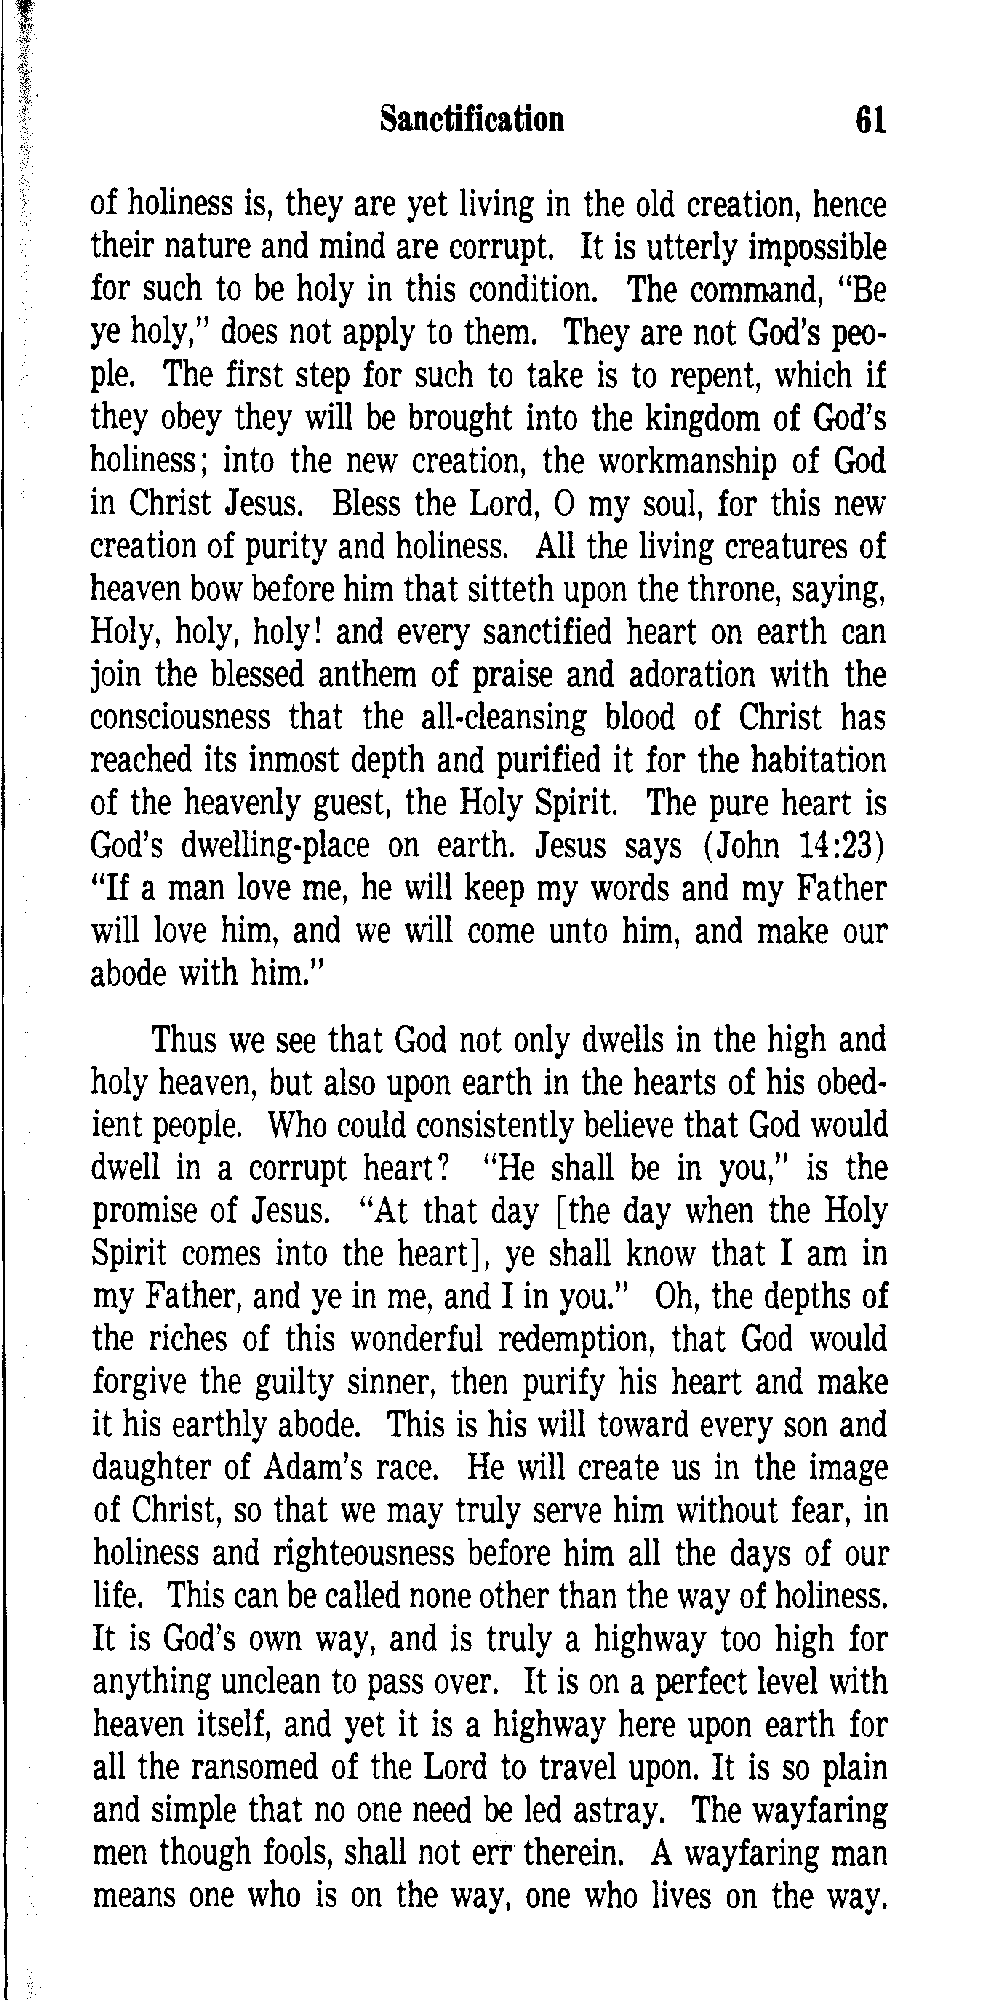 Sanctification 61
of holiness is, they are yet living in the old creation, hence
their nature and mind are corrupt. It is utterly impossible
for such to be holy in this condition. The command, “Be
ye holy,” does not apply to them. They are not God's peo-
ple. The first step for such to take is to repent, which if
they obey they will be brought into the kingdom of God's
holiness; into the new creation, the workmanship of God
in Christ Jesus. Bless the Lord, O my soul, for this new
creation of purity and holiness. All the living creatures of
heaven bow before him that sitteth upon the throne, saying,
Holy, holy, holy! and every sanctified heart on earth can
join the blessed anthem of praise and adoration with the
consciousness that the all-cleansing blood of Christ has
reached its inmost depth and purified it for the habitation
of the heavenly guest, the Holy Spirit. The pure heart is
God's dwelling-place on earth. Jesus says (John 14:23)
“If a man love me, he will keep my words and my Father
will love him, and we will come unto him, and make our
abode with him.”
Thus we see that God not only dwells in the high and
holy heaven, but also upon earth in the hearts of his obed-
ient people. Who could consistently believe that God would
dwell in a corrupt heart? “He shall be in you,” is the
promise of Jesus. “At that day [the day when the Holy
Spirit comes into the heart], ye shall know that I am in
my Father, and ye in me, and I in you.” Oh, the depths of
the riches of this wonderful redemption, that God would
forgive the guilty sinner, then purify his heart and make
it his earthly abode. This is his will toward every son and
daughter of Adam's race. He will create us in the image
of Christ, so that we may truly serve him without fear, in
holiness and righteousness before him all the days of our
life. This can be called none other than the way of holiness.
It is God's own way, and is truly a highway too high for
anything unclean to pass over. It is on a perfect level with
heaven itself, and yet it is a highway here upon earth for
all the ransomed of the Lord to travel upon. It is so plain
and simple that no one need be led astray. The wayfaring
men though fools, shall not err therein. A wayfaring man
means one who is on the way, one who lives on the way.